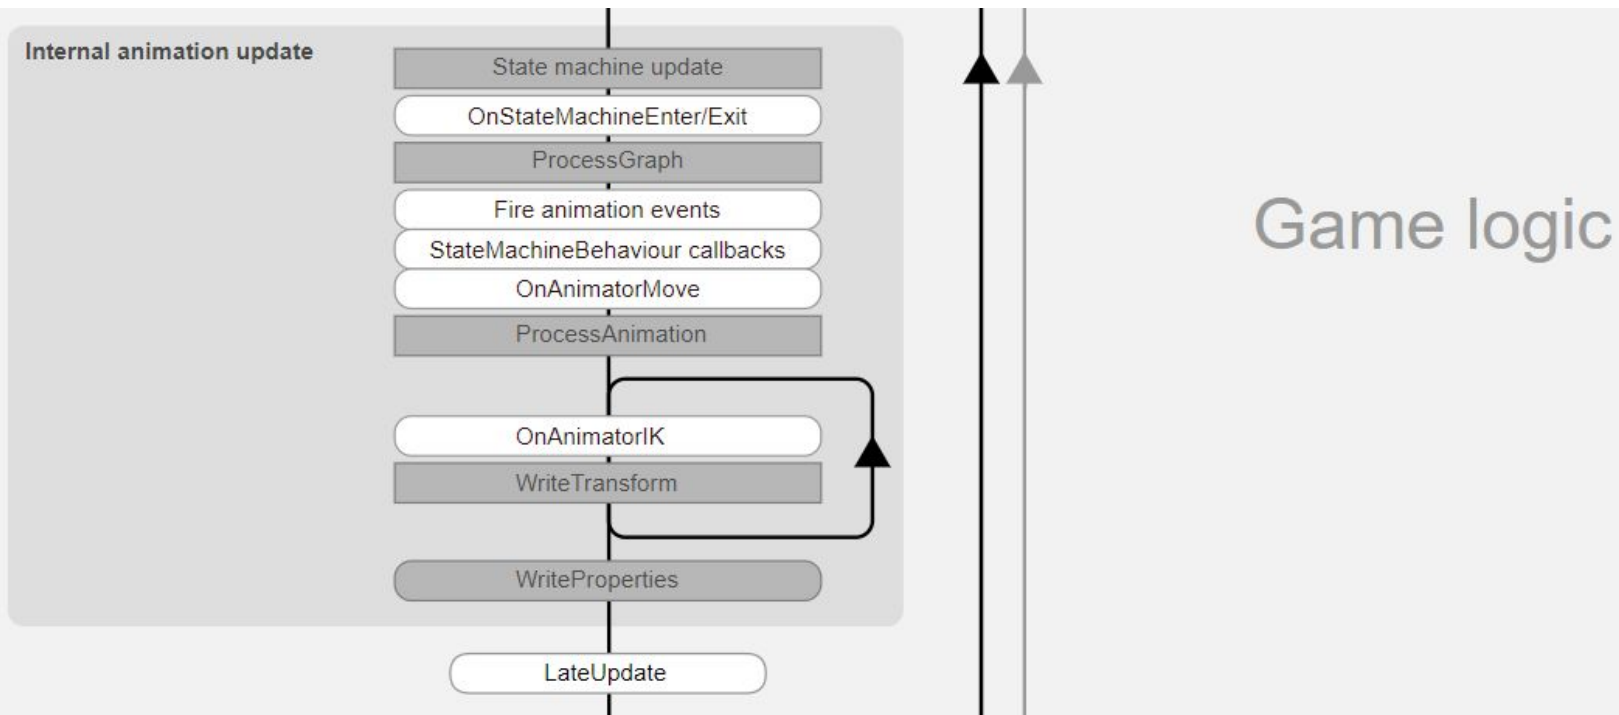 Internal animation update
State machine update
OnStateMachineEnter/Exit
ProcessGraph
Fire animation events
StateMachineBehaviour callbacks
OnAnimatorMove
ProcessAnimation
OnAnimatorIK
WriteTransform
WriteProperties
LateUpdate
Game logic